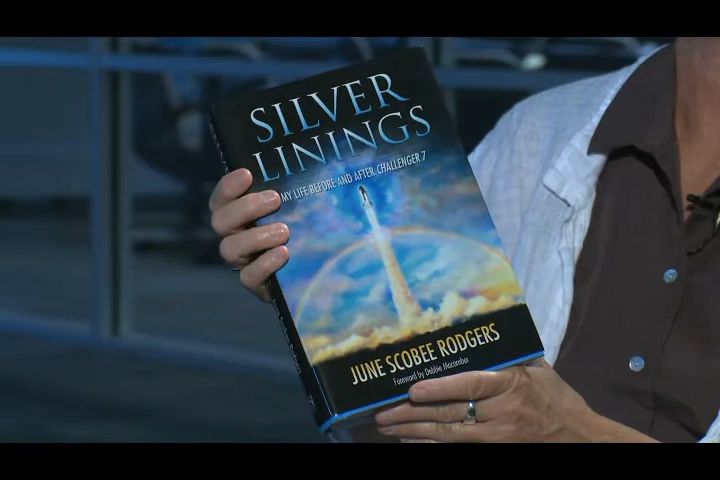 SILVER
LININGS
MY LIFE BEFORE AND AFTER CHALLENGER 7
JUNE SCOBEE RODGERS
Foreword by Debbie Macomber